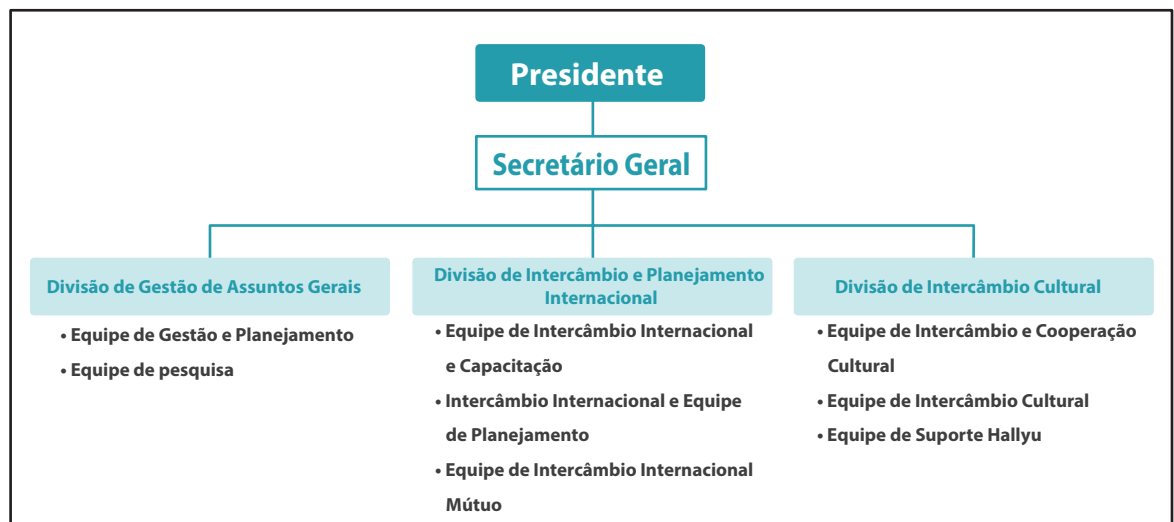 Presidente
Secretário Geral
Divisão de Gestão de Assuntos Gerais
• Equipe de Gestão e Planejamento
• Equipe de pesquisa
Divisão de Intercâmbio e Planejamento
Internacional
• Equipe de Intercâmbio Internacional
e Capacitação
• Intercâmbio Internacional e Equipe
de Planejamento
• Equipe de Intercâmbio Internacional
Mútuo
Divisão de Intercâmbio Cultural
• Equipe de Intercâmbio e Cooperação
Cultural
• Equipe de Intercâmbio Cultural
• Equipe de Suporte Hallyu